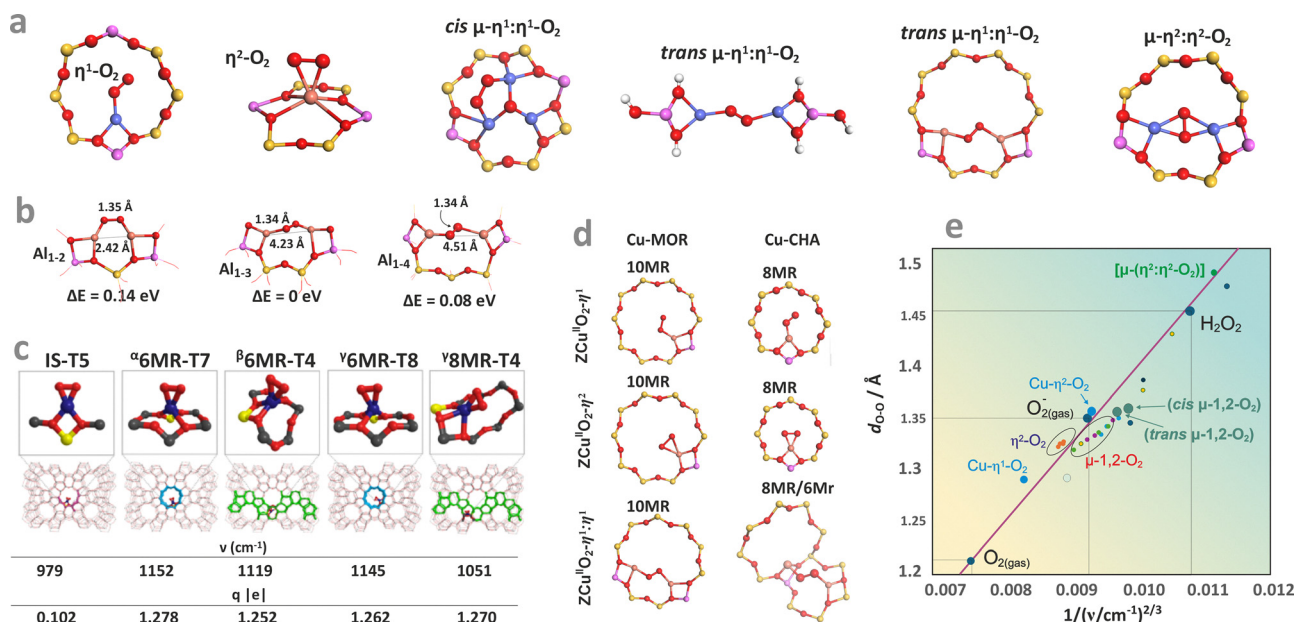 a
η¹-O₂
η²-O₂
cis μ-η¹:η¹-O₂
trans μ-η¹:η¹-O₂
trans μ-η¹:η¹-O₂
μ-η²:η²-O₂
b
1.35 Å
2.42 Å
Al₁₋₂
ΔE = 0.14 eV
1.34 Å
4.23 Å
Al₁₋₃
ΔE = 0 eV
1.34 Å
4.51 Å
Al₁₋₄
ΔE = 0.08 eV
c
IS-T5 ᵅ6MR-T7 ᵝ6MR-T4 ᵞ6MR-T8 ᵞ8MR-T4
ν (cm⁻¹)
979 1152 1119 1145 1051
q |e|
0.102 1.278 1.252 1.262 1.270
d
Cu-MOR Cu-CHA
10MR 8MR
ZCuᴵᴵO₂-η¹
10MR 8MR
ZCuᴵᴵO₂-η²
10MR 8MR/6Mr
ZCuᴵᴵO₂-η¹:η¹
e
d_O-O / Å
1.5
1.45
1.4
1.35
1.3
1.25
1.2
[μ-(η²:η²-O₂)]
H₂O₂
Cu-η²-O₂
O₂⁻(gas)
(cis μ-1,2-O₂)
(trans μ-1,2-O₂)
η²-O₂
μ-1,2-O₂
Cu-η¹-O₂
O₂(gas)
0.007 0.008 0.009 0.010 0.011 0.012
1/(ν/cm⁻¹)²ᐟ³